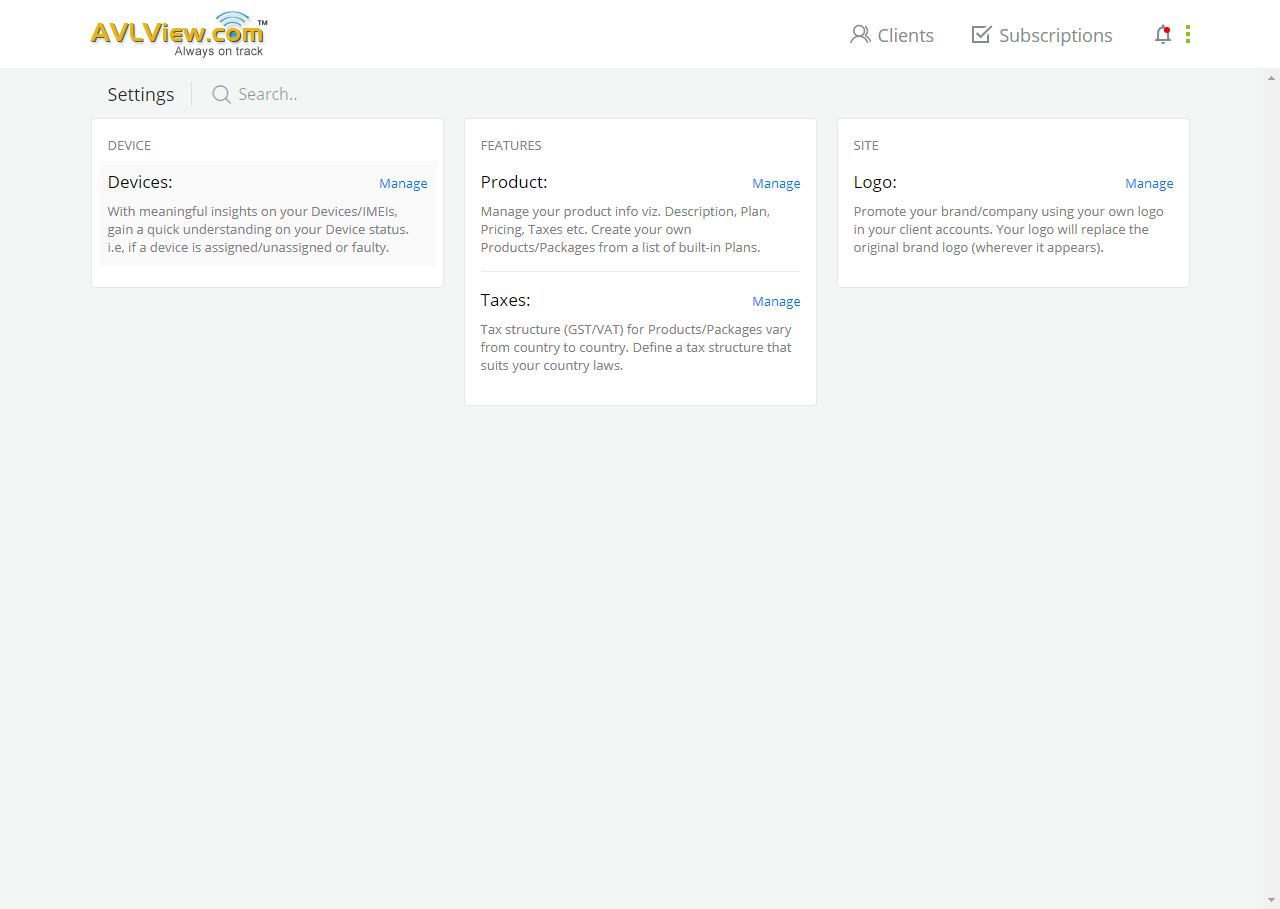 AVLView.com™
Always on track
Clients
Subscriptions
Settings
Search..
DEVICE
Devices:
Manage
With meaningful insights on your Devices/IMEIs,
gain a quick understanding on your Device status.
i.e, if a device is assigned/unassigned or faulty.
FEATURES
Product:
Manage
Manage your product info viz. Description, Plan,
Pricing, Taxes etc. Create your own
Products/Packages from a list of built-in Plans.
Taxes:
Manage
Tax structure (GST/VAT) for Products/Packages vary
from country to country. Define a tax structure that
suits your country laws.
SITE
Logo:
Manage
Promote your brand/company using your own logo
in your client accounts. Your logo will replace the
original brand logo (wherever it appears).